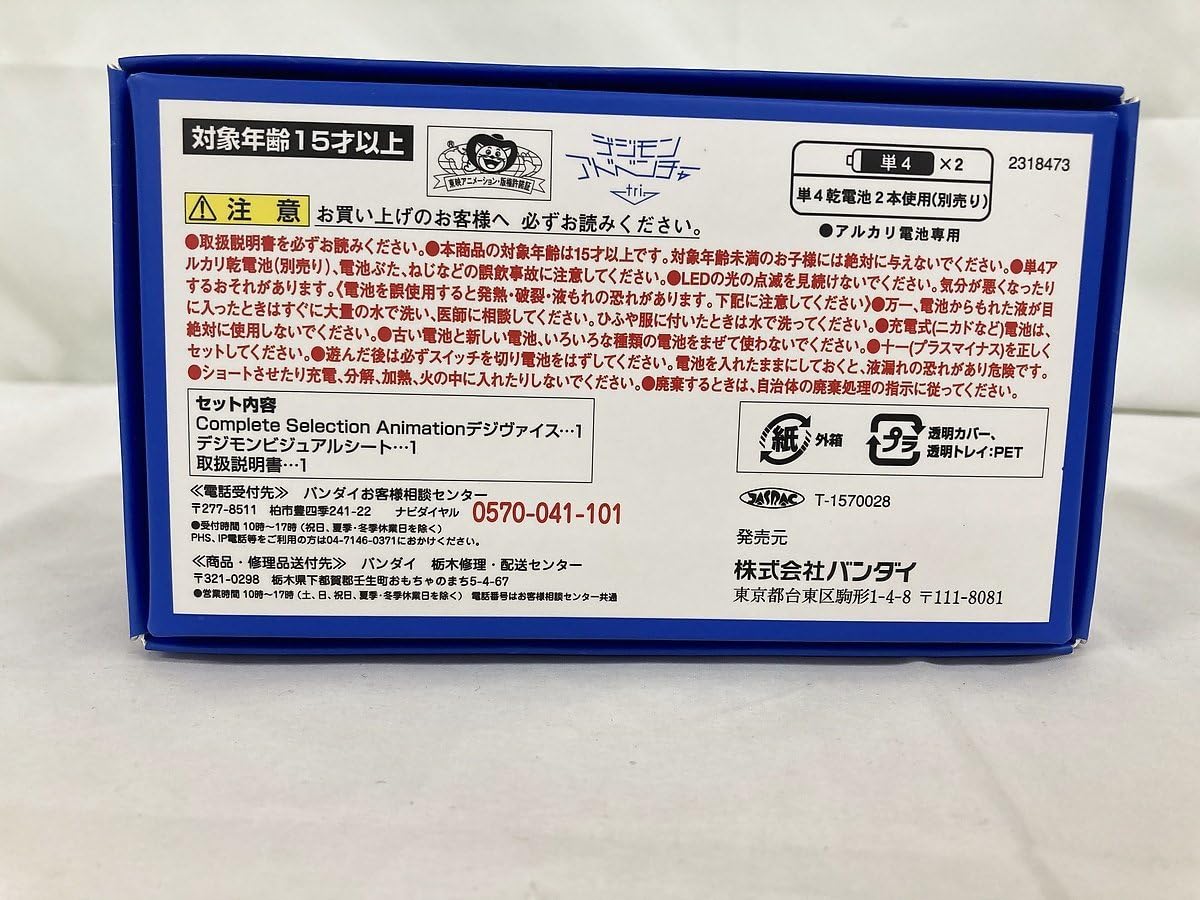 対象年齢15才以上
東映アニメーション・版権許諾証
デジモン
アドベンチャー
tri.
単4 ×2
単4乾電池2本使用(別売り)
●アルカリ電池専用
2318473
注意 お買い上げのお客様へ 必ずお読みください。
●取扱説明書を必ずお読みください。●本商品の対象年齢は15才以上です。対象年齢未満のお子様には絶対に与えないでください。●単4ア
ルカリ乾電池(別売り)、電池ぶた、ねじなどの誤飲事故に注意してください。●LEDの光の点滅を見続けないでください。気分が悪くなったり
するおそれがあります。《電池を誤使用すると発熱・破裂・液もれの恐れがあります。下記に注意してください》●万一、電池からもれた液が目
に入ったときはすぐに大量の水で洗い、医師に相談してください。ひふや服に付いたときは水で洗ってください。●充電式(ニカドなど)電池は、
絶対に使用しないでください。●古い電池と新しい電池、いろいろな種類の電池をまぜて使わないでください。●+−(プラスマイナス)を正しく
セットしてください。●遊んだ後は必ずスイッチを切り電池をはずしてください。電池を入れたままにしておくと、液漏れの恐れがあり危険です。
●ショートさせたり充電、分解、加熱、火の中に入れたりしないでください。●廃棄するときは、自治体の廃棄処理の指示に従ってください。
セット内容
Complete Selection Animationデジヴァイス…1
デジモンビジュアルシート…1
取扱説明書…1
紙 外箱
プラ 透明カバー、
透明トレイ:PET
≪電話受付先≫ バンダイお客様相談センター
〒277-8511 柏市豊四季241-22 ナビダイヤル 0570-041-101
●受付時間 10時〜17時(祝日、夏季・冬季休業日を除く)
PHS、IP電話等をご利用の方は04-7146-0371におかけください。
≪商品・修理品送付先≫ バンダイ 栃木修理・配送センター
〒321-0298 栃木県下都賀郡壬生町おもちゃのまち5-4-67
●営業時間 10時〜17時(土、日、祝日、夏季・冬季休業日を除く) 電話番号はお客様相談センター共通
JASRAC T-1570028
発売元
株式会社バンダイ
東京都台東区駒形1-4-8 〒111-8081